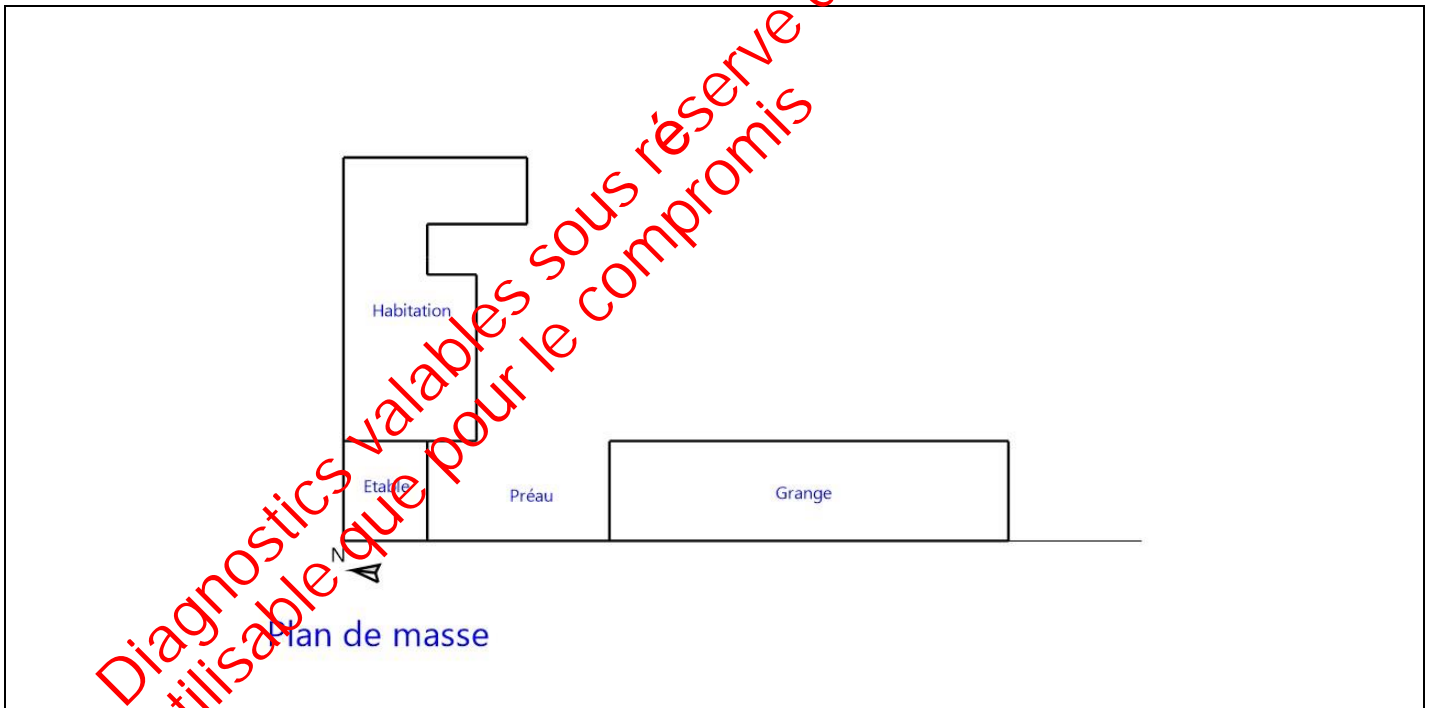 Diagnostics valables sous réserve
utilisable que pour le compromis
Habitation
Etable
Préau
Grange
N
Plan de masse